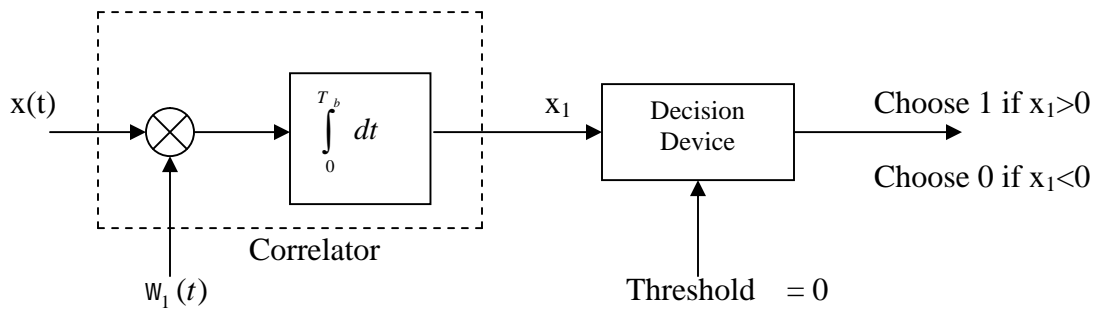 x(t)
∫₀^{T_b} dt
x₁
Decision
Device
Choose 1 if x₁>0
Choose 0 if x₁<0
Correlator
W₁(t)
Threshold = 0